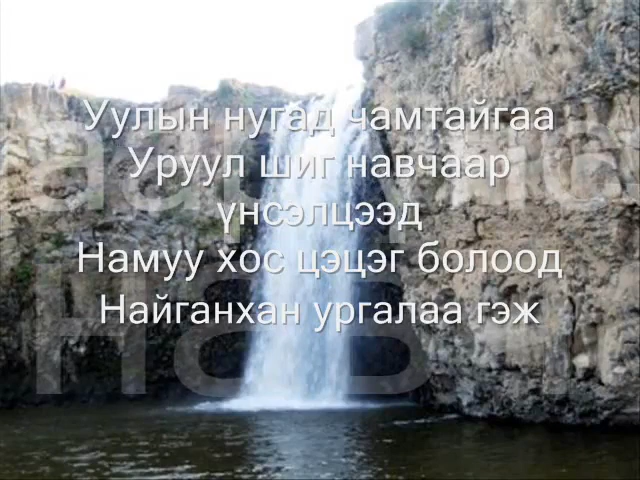 Уулын нугад чамтайгаа
Уруул шиг навчаар
үнсэлцээд
Намуу хос цэцэг болоод
Найганхан ургалаа гэж